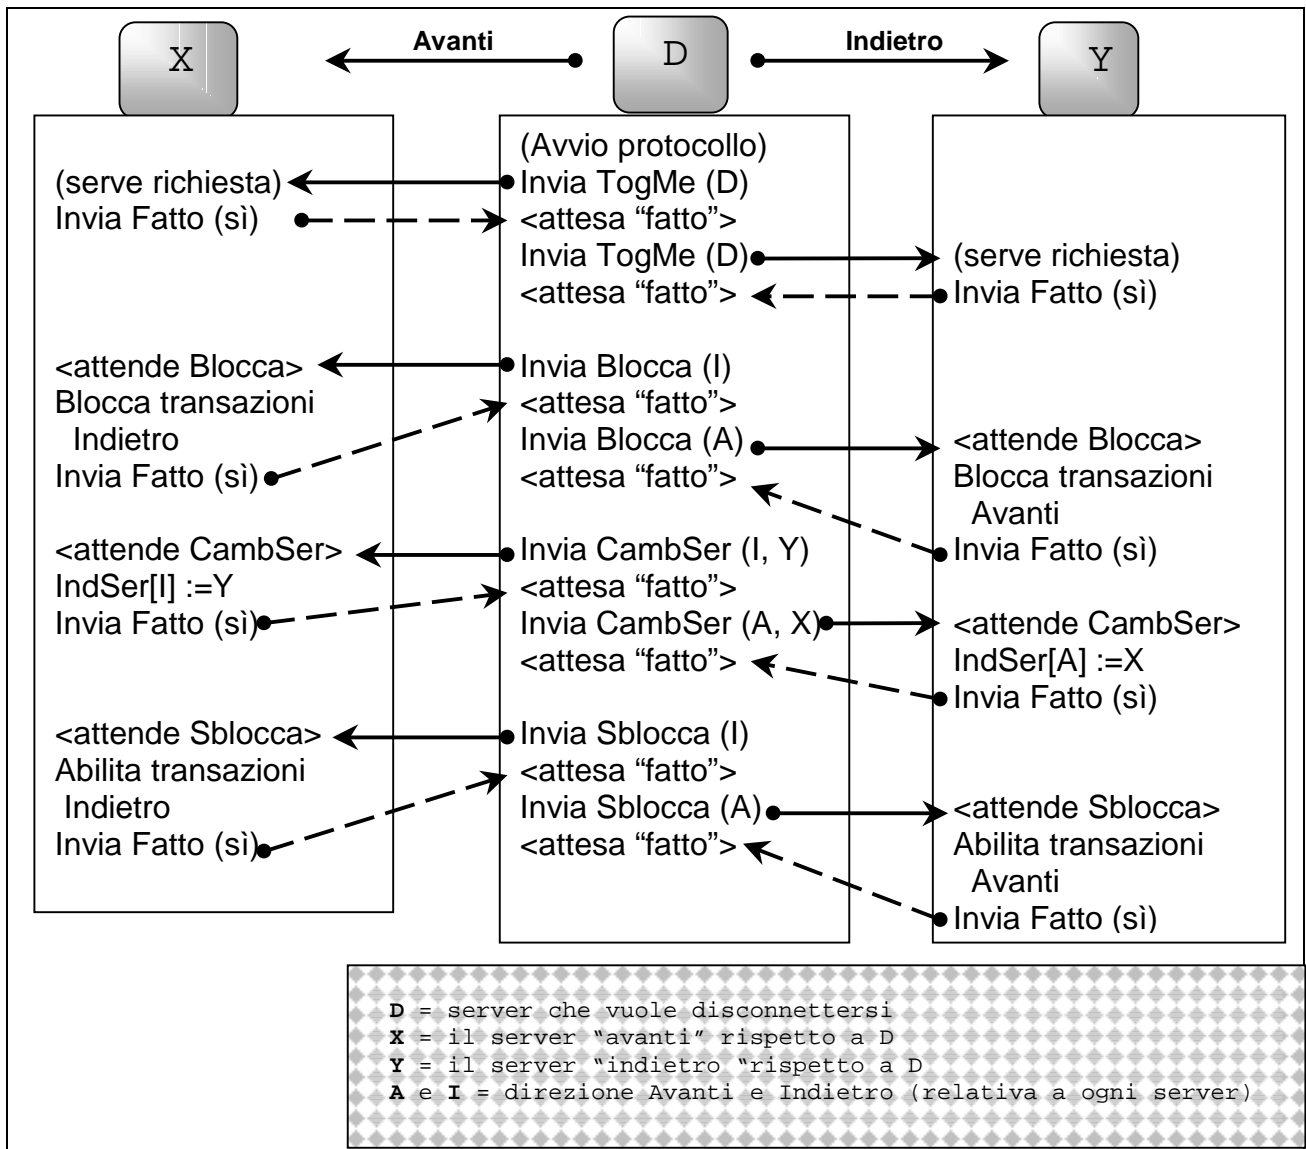 X
Avanti
D
Indietro
Y
(serve richiesta)
Invia Fatto (sì)
<attende Blocca>
Blocca transazioni
Indietro
Invia Fatto (sì)
<attende CambSer>
IndSer[I] :=Y
Invia Fatto (sì)
<attende Sblocca>
Abilita transazioni
Indietro
Invia Fatto (sì)
(Avvio protocollo)
Invia TogMe (D)
<attesa “fatto”>
Invia TogMe (D)
<attesa “fatto”>
Invia Blocca (I)
<attesa “fatto”>
Invia Blocca (A)
<attesa “fatto”>
Invia CambSer (I, Y)
<attesa “fatto”>
Invia CambSer (A, X)
<attesa “fatto”>
Invia Sblocca (I)
<attesa “fatto”>
Invia Sblocca (A)
<attesa “fatto”>
(serve richiesta)
Invia Fatto (sì)
<attende Blocca>
Blocca transazioni
Avanti
Invia Fatto (sì)
<attende CambSer>
IndSer[A] :=X
Invia Fatto (sì)
<attende Sblocca>
Abilita transazioni
Avanti
Invia Fatto (sì)
D = server che vuole disconnettersi
X = il server “avanti” rispetto a D
Y = il server “indietro “rispetto a D
A e I = direzione Avanti e Indietro (relativa a ogni server)